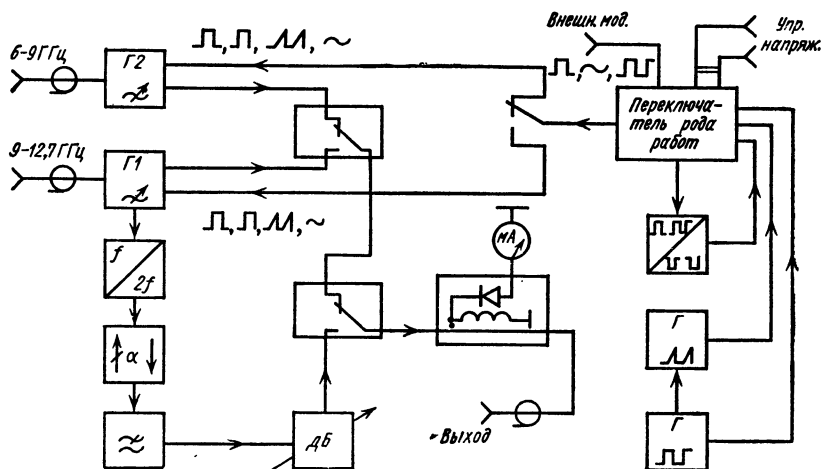 Внешн. мод.
Упр.
напряж.
6-9 ГГц
Г2
Переключа-
тель рода
работ
9-12,7 ГГц
Г1
мА
f
2f
α
Г
дБ
Выход
Г